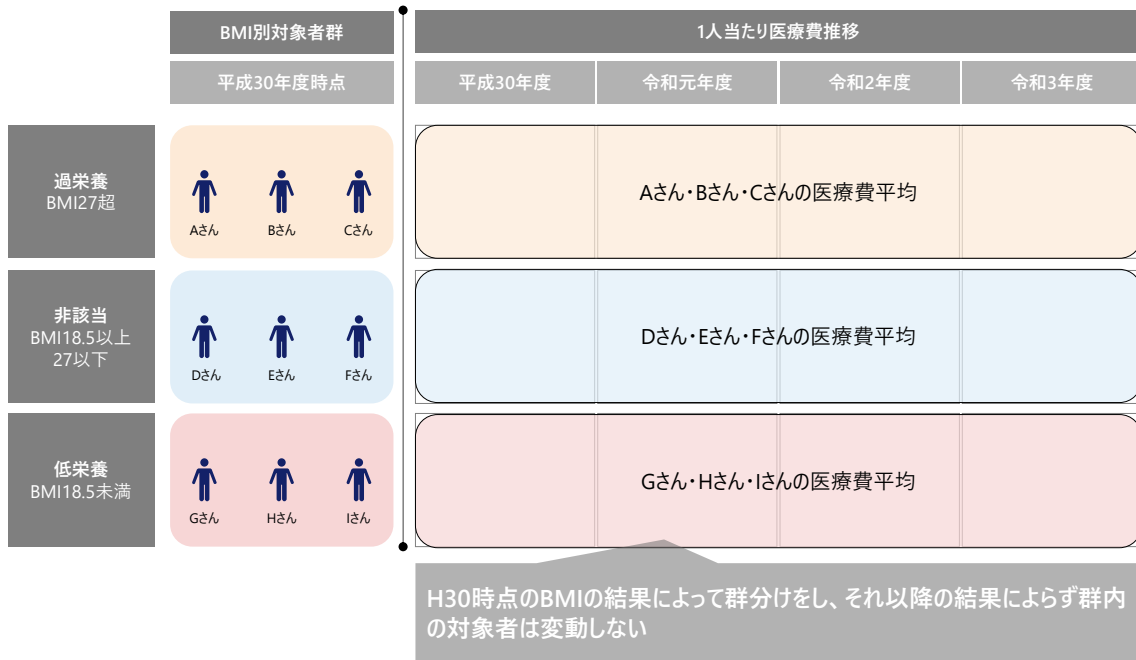 BMI別対象者群
1人当たり医療費推移
平成30年度時点
平成30年度
令和元年度
令和2年度
令和3年度
過栄養
BMI27超
Aさん
Bさん
Cさん
Aさん・Bさん・Cさんの医療費平均
非該当
BMI18.5以上
27以下
Dさん
Eさん
Fさん
Dさん・Eさん・Fさんの医療費平均
低栄養
BMI18.5未満
Gさん
Hさん
Iさん
Gさん・Hさん・Iさんの医療費平均
H30時点のBMIの結果によって群分けをし、それ以降の結果によらず群内
の対象者は変動しない